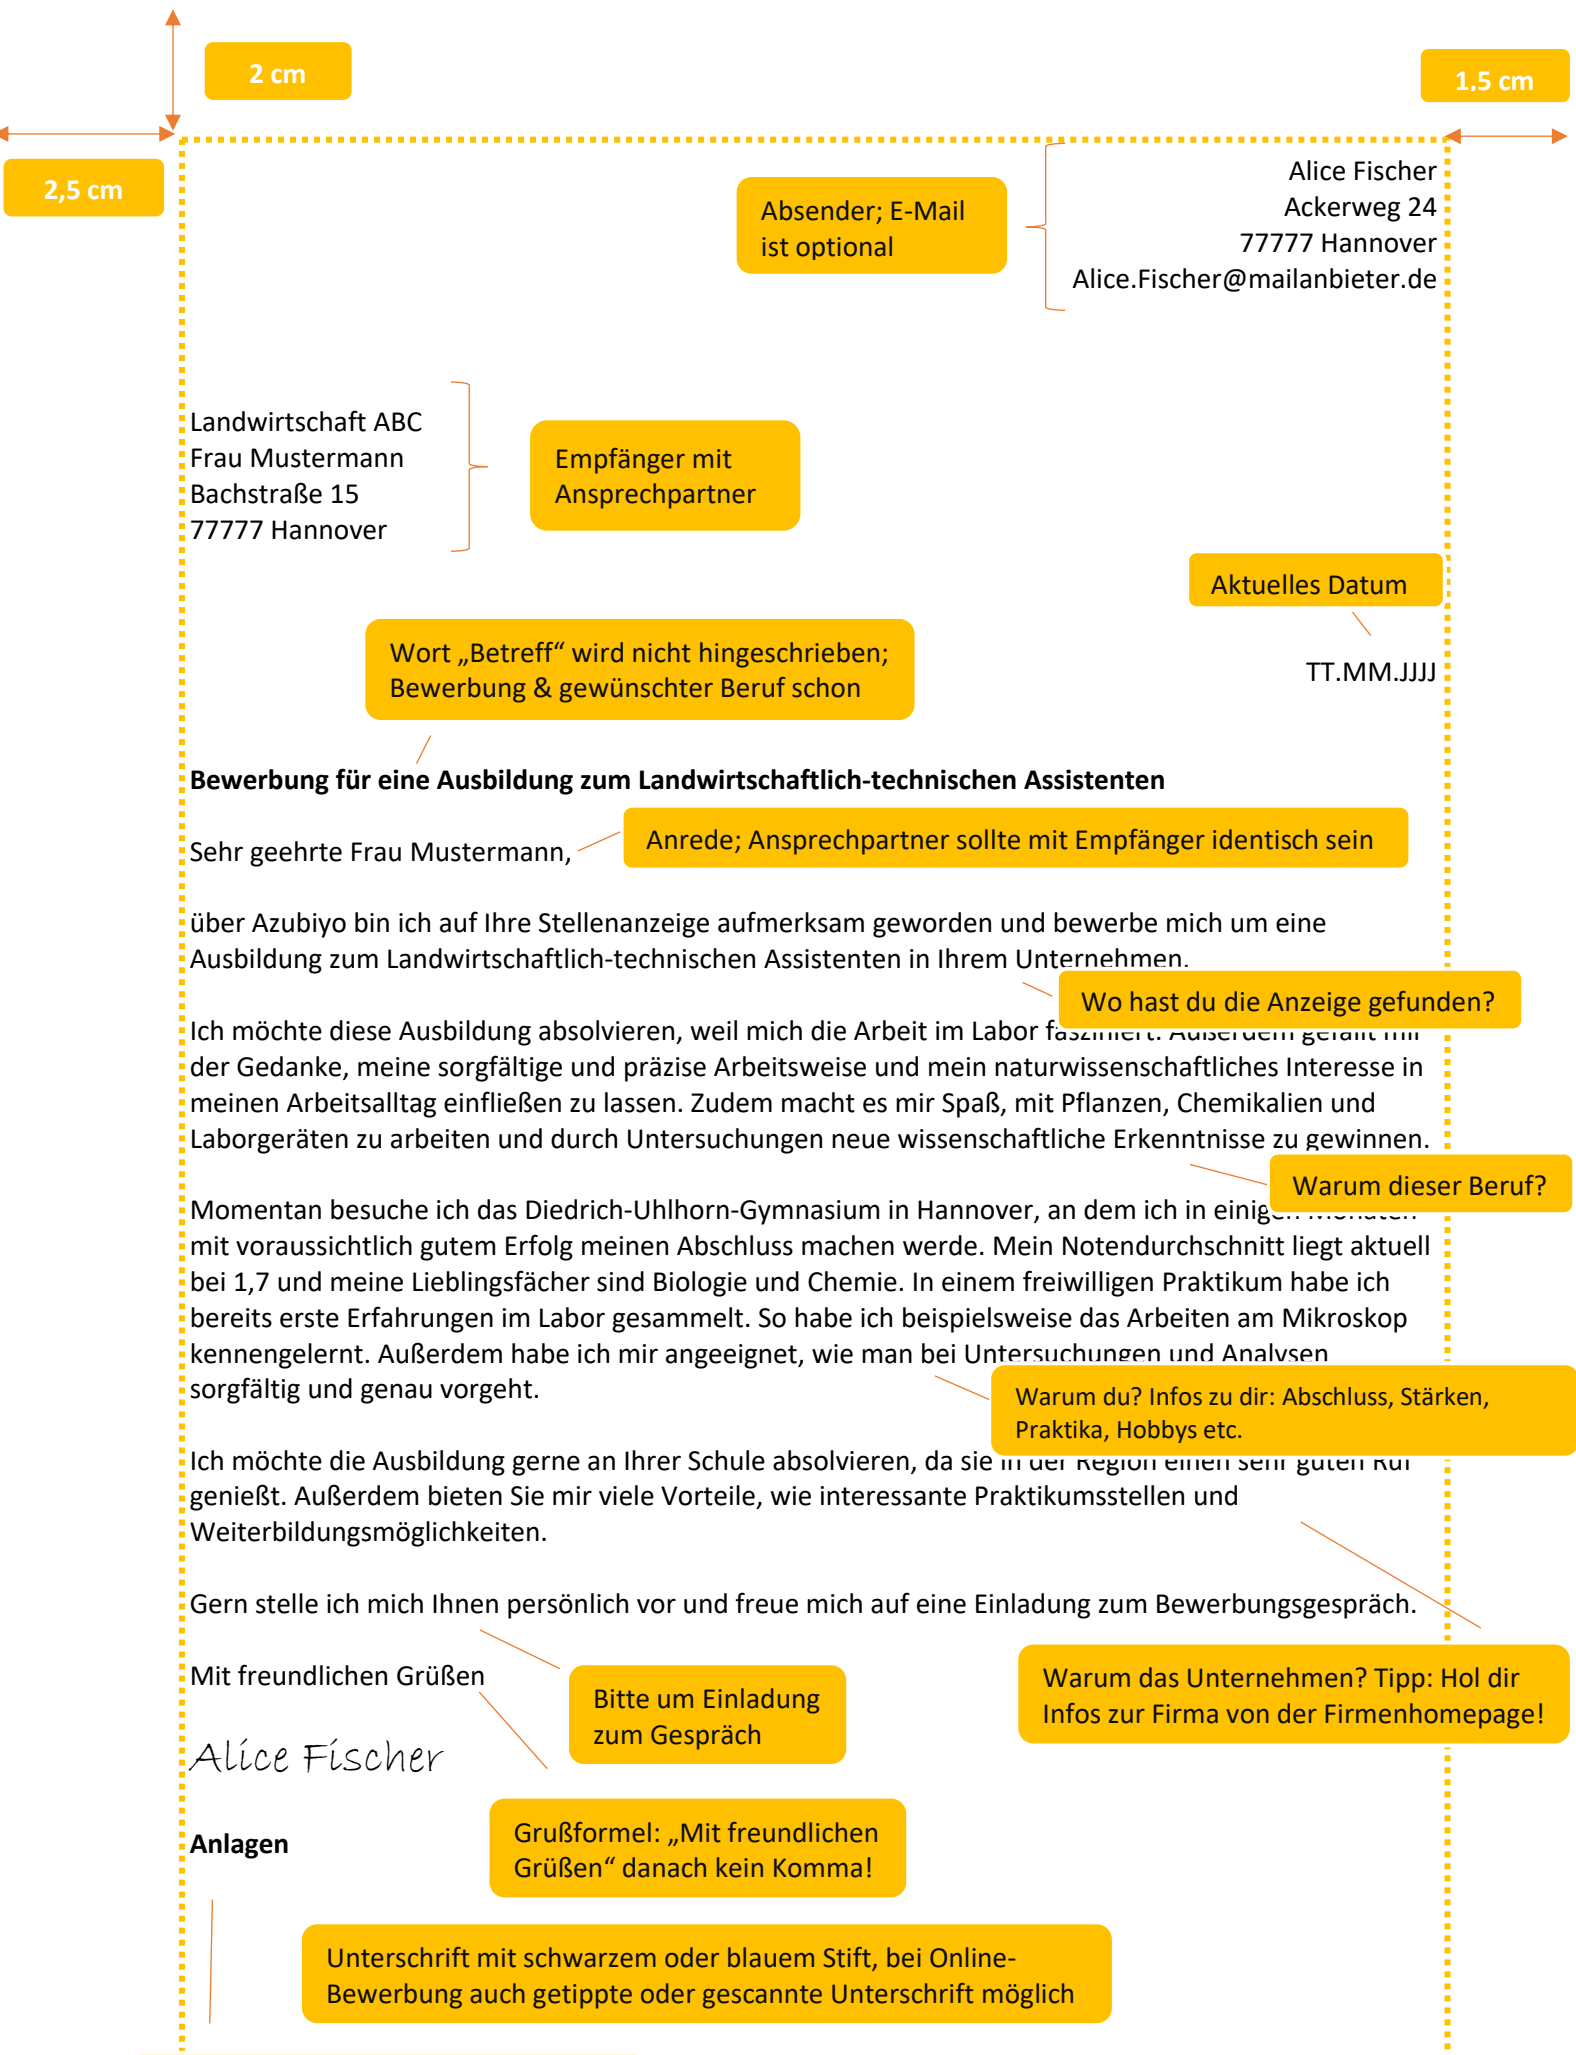 2 cm
1,5 cm
2,5 cm
Absender; E-Mail
ist optional
Alice Fischer
Ackerweg 24
77777 Hannover
Alice.Fischer@mailanbieter.de
Landwirtschaft ABC
Frau Mustermann
Bachstraße 15
77777 Hannover
Empfänger mit
Ansprechpartner
Aktuelles Datum
TT.MM.JJJJ
Wort „Betreff“ wird nicht hingeschrieben;
Bewerbung & gewünschter Beruf schon
Bewerbung für eine Ausbildung zum Landwirtschaftlich-technischen Assistenten
Sehr geehrte Frau Mustermann,
Anrede; Ansprechpartner sollte mit Empfänger identisch sein
über Azubiyo bin ich auf Ihre Stellenanzeige aufmerksam geworden und bewerbe mich um eine
Ausbildung zum Landwirtschaftlich-technischen Assistenten in Ihrem Unternehmen.
Wo hast du die Anzeige gefunden?
Ich möchte diese Ausbildung absolvieren, weil mich die Arbeit im Labor fasziniert. Außerdem gefällt mir
der Gedanke, meine sorgfältige und präzise Arbeitsweise und mein naturwissenschaftliches Interesse in
meinen Arbeitsalltag einfließen zu lassen. Zudem macht es mir Spaß, mit Pflanzen, Chemikalien und
Laborgeräten zu arbeiten und durch Untersuchungen neue wissenschaftliche Erkenntnisse zu gewinnen.
Warum dieser Beruf?
Momentan besuche ich das Diedrich-Uhlhorn-Gymnasium in Hannover, an dem ich in einigen Monaten
mit voraussichtlich gutem Erfolg meinen Abschluss machen werde. Mein Notendurchschnitt liegt aktuell
bei 1,7 und meine Lieblingsfächer sind Biologie und Chemie. In einem freiwilligen Praktikum habe ich
bereits erste Erfahrungen im Labor gesammelt. So habe ich beispielsweise das Arbeiten am Mikroskop
kennengelernt. Außerdem habe ich mir angeeignet, wie man bei Untersuchungen und Analysen
sorgfältig und genau vorgeht.
Warum du? Infos zu dir: Abschluss, Stärken,
Praktika, Hobbys etc.
Ich möchte die Ausbildung gerne an Ihrer Schule absolvieren, da sie in der Region einen sehr guten Ruf
genießt. Außerdem bieten Sie mir viele Vorteile, wie interessante Praktikumsstellen und
Weiterbildungsmöglichkeiten.
Gern stelle ich mich Ihnen persönlich vor und freue mich auf eine Einladung zum Bewerbungsgespräch.
Mit freundlichen Grüßen
Bitte um Einladung
zum Gespräch
Warum das Unternehmen? Tipp: Hol dir
Infos zur Firma von der Firmenhomepage!
Alice Fischer
Anlagen
Grußformel: „Mit freundlichen
Grüßen“ danach kein Komma!
Unterschrift mit schwarzem oder blauem Stift, bei Online-
Bewerbung auch getippte oder gescannte Unterschrift möglich